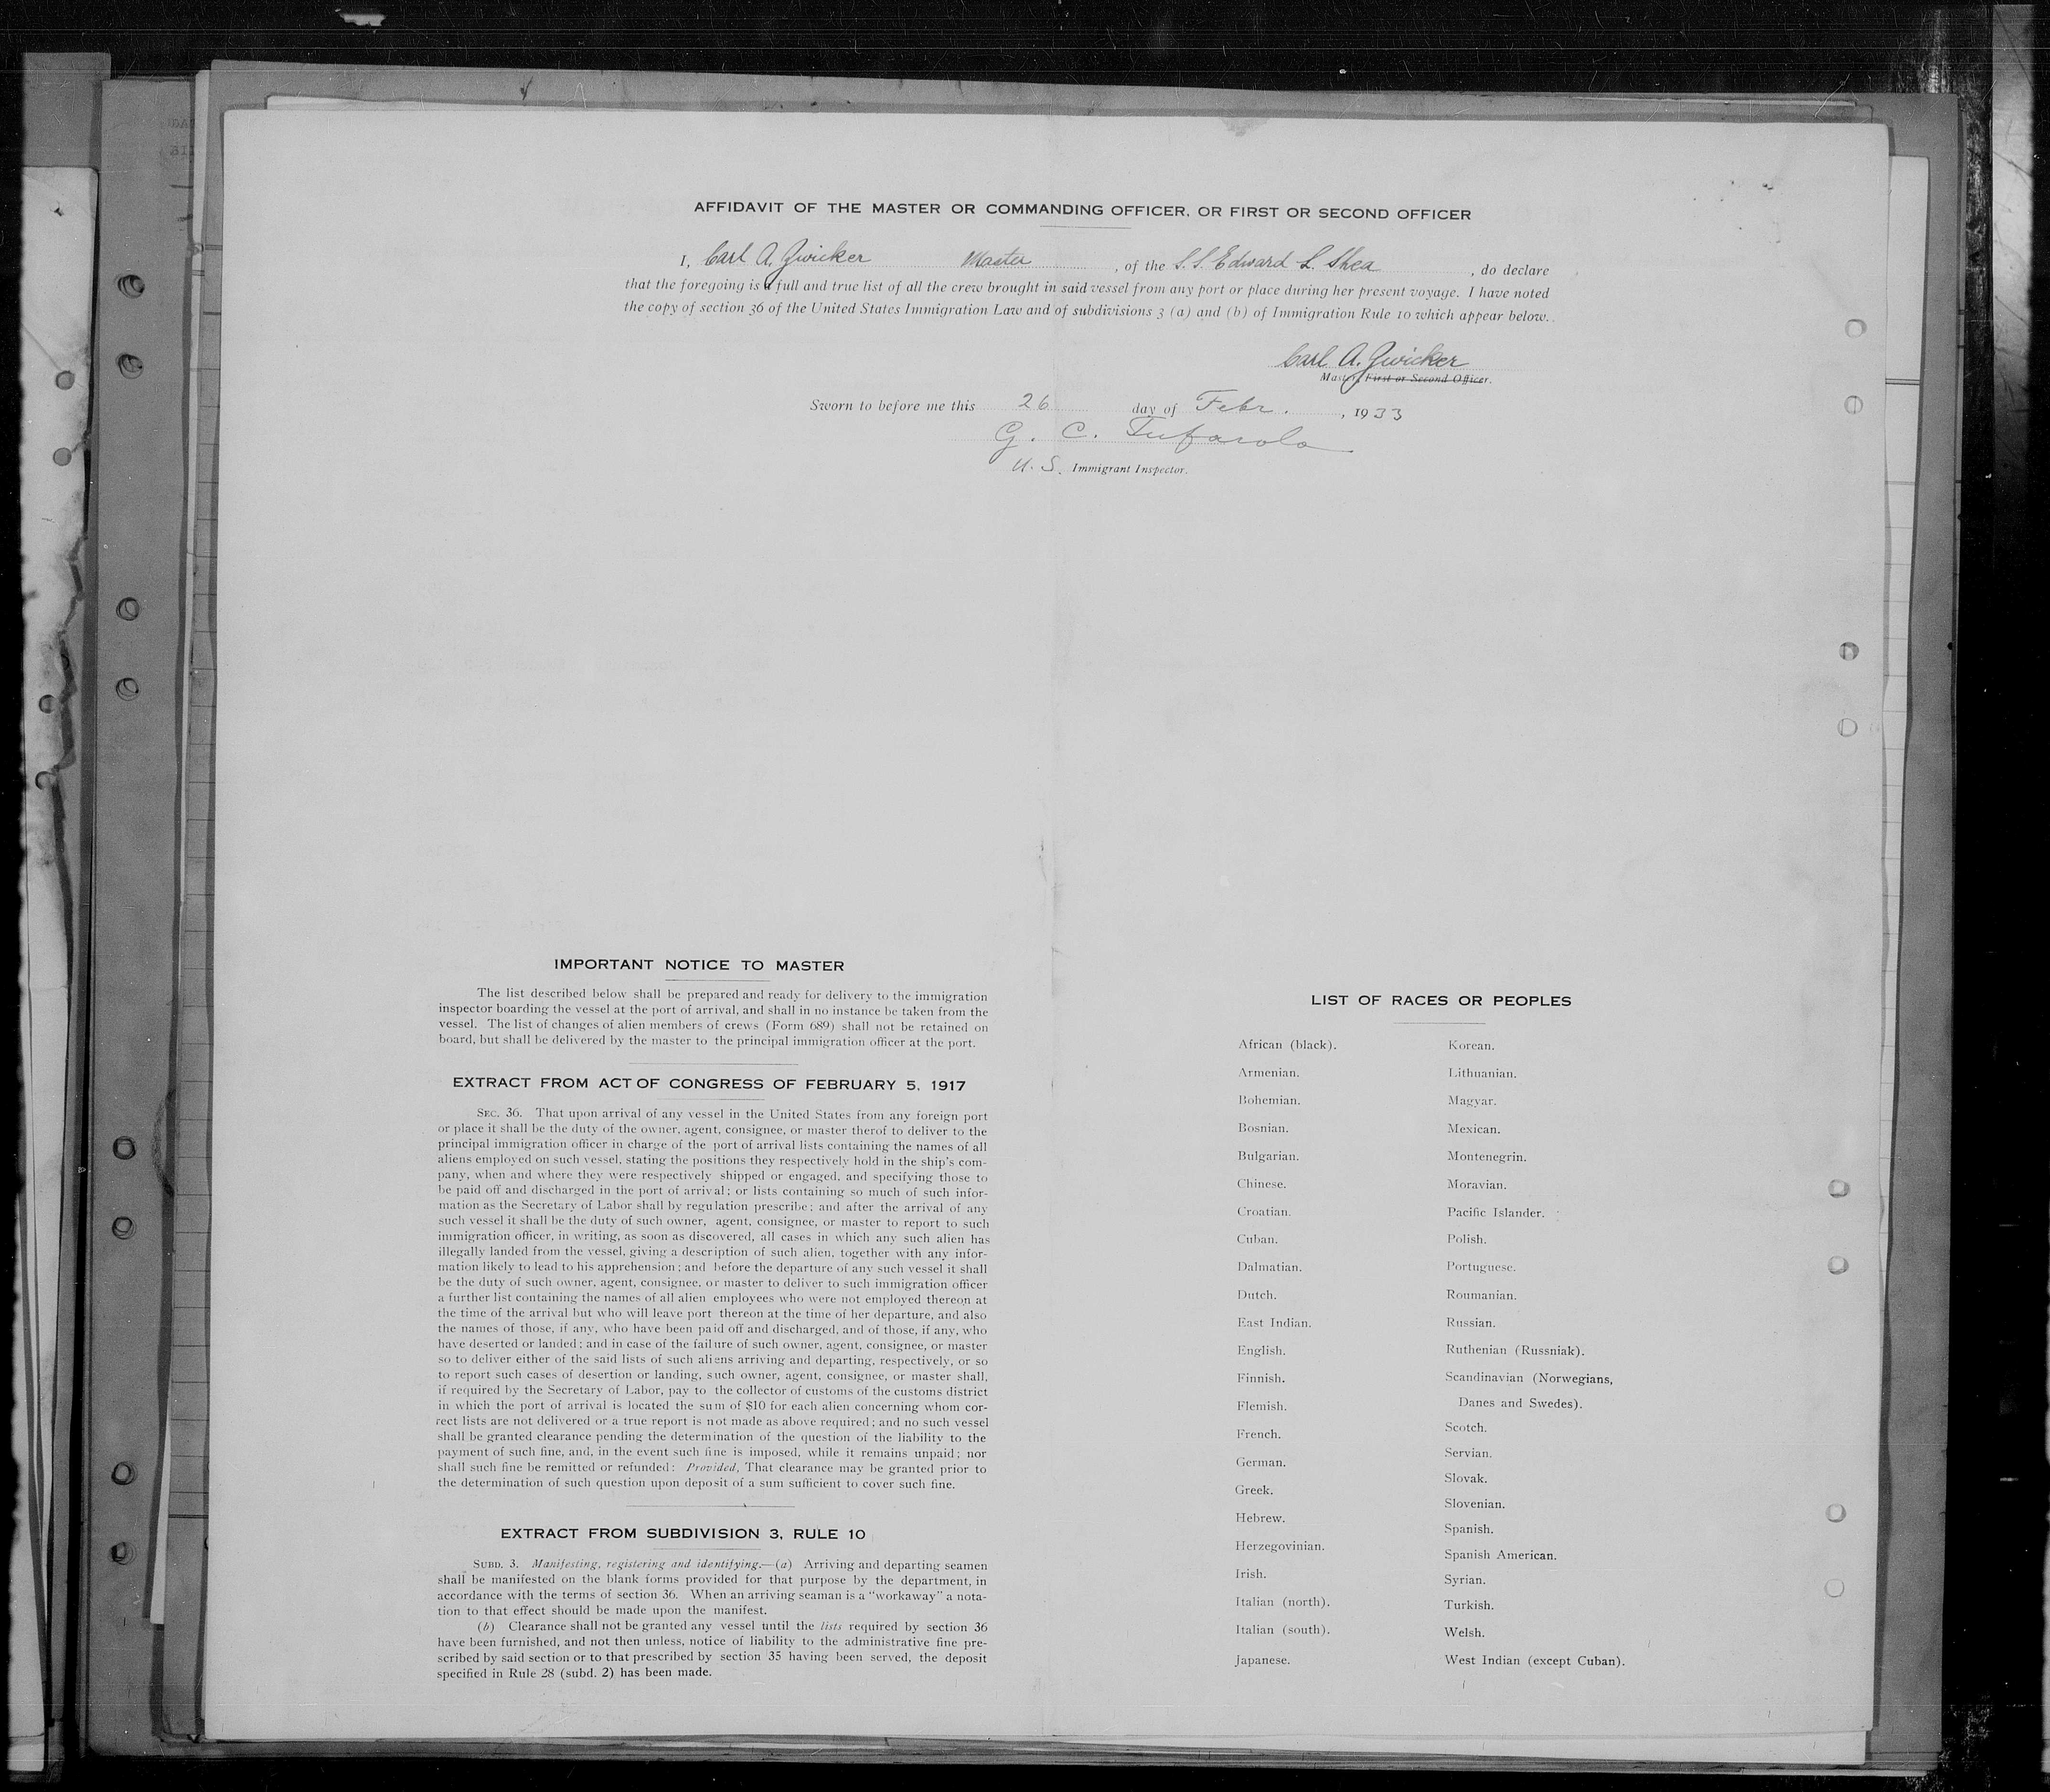 AFFIDAVIT OF THE MASTER OR COMMANDING OFFICER, OR FIRST OR SECOND OFFICER
I, Carl A. Zwicker Master, of the S.S. Edward L. Shea, do declare
that the foregoing is a full and true list of all the crew brought in said vessel from any port or place during her present voyage. I have noted
the copy of section 36 of the United States Immigration Law and of subdivisions 3 (a) and (b) of Immigration Rule 10 which appear below.
Carl A. Zwicker
Master, First or Second Officer.
Sworn to before me this 26 day of Febr., 1933
G. C.
U. S. Immigrant Inspector.
IMPORTANT NOTICE TO MASTER
The list described below shall be prepared and ready for delivery to the immigration
inspector boarding the vessel at the port of arrival, and shall in no instance be taken from the
vessel. The list of changes of alien members of crews (Form 689) shall not be retained on
board, but shall be delivered by the master to the principal immigration officer at the port.
EXTRACT FROM ACT OF CONGRESS OF FEBRUARY 5, 1917
SEC. 36. That upon arrival of any vessel in the United States from any foreign port
or place it shall be the duty of the owner, agent, consignee, or master therof to deliver to the
principal immigration officer in charge of the port of arrival lists containing the names of all
aliens employed on such vessel, stating the positions they respectively hold in the ship's com-
pany, when and where they were respectively shipped or engaged, and specifying those to
be paid off and discharged in the port of arrival; or lists containing so much of such infor-
mation as the Secretary of Labor shall by regulation prescribe; and after the arrival of any
such vessel it shall be the duty of such owner, agent, consignee, or master to report to such
immigration officer, in writing, as soon as discovered, all cases in which any such alien has
illegally landed from the vessel, giving a description of such alien, together with any infor-
mation likely to lead to his apprehension; and before the departure of any such vessel it shall
be the duty of such owner, agent, consignee, or master to deliver to such immigration officer
a further list containing the names of all alien employees who were not employed thereon at
the time of the arrival but who will leave port thereon at the time of her departure, and also
the names of those, if any, who have been paid off and discharged, and of those, if any, who
have deserted or landed; and in case of the failure of such owner, agent, consignee, or master
so to deliver either of the said lists of such aliens arriving and departing, respectively, or so
to report such cases of desertion or landing, such owner, agent, consignee, or master shall,
if required by the Secretary of Labor, pay to the collector of customs of the customs district
in which the port of arrival is located the sum of $10 for each alien concerning whom cor-
rect lists are not delivered or a true report is not made as above required; and no such vessel
shall be granted clearance pending the determination of the question of the liability to the
payment of such fine, and, in the event such fine is imposed, while it remains unpaid; nor
shall such fine be remitted or refunded: Provided, That clearance may be granted prior to
the determination of such question upon deposit of a sum sufficient to cover such fine.
EXTRACT FROM SUBDIVISION 3, RULE 10
SUBD. 3. Manifesting, registering and identifying.—(a) Arriving and departing seamen
shall be manifested on the blank forms provided for that purpose by the department, in
accordance with the terms of section 36. When an arriving seaman is a "workaway" a nota-
tion to that effect should be made upon the manifest.
(b) Clearance shall not be granted any vessel until the lists required by section 36
have been furnished, and not then unless, notice of liability to the administrative fine pre-
scribed by said section or to that prescribed by section 35 having been served, the deposit
specified in Rule 28 (subd. 2) has been made.
LIST OF RACES OR PEOPLES
African (black).
Armenian.
Bohemian.
Bosnian.
Bulgarian.
Chinese.
Croatian.
Cuban.
Dalmatian.
Dutch.
East Indian.
English.
Finnish.
Flemish.
French.
German.
Greek.
Hebrew.
Herzegovinian.
Irish.
Italian (north).
Italian (south).
Japanese.
Korean.
Lithuanian.
Magyar.
Mexican.
Montenegrin.
Moravian.
Pacific Islander.
Polish.
Portuguese.
Roumanian.
Russian.
Ruthenian (Russniak).
Scandinavian (Norwegians,
Danes and Swedes).
Scotch.
Servian.
Slovak.
Slovenian.
Spanish.
Spanish American.
Syrian.
Turkish.
Welsh.
West Indian (except Cuban).